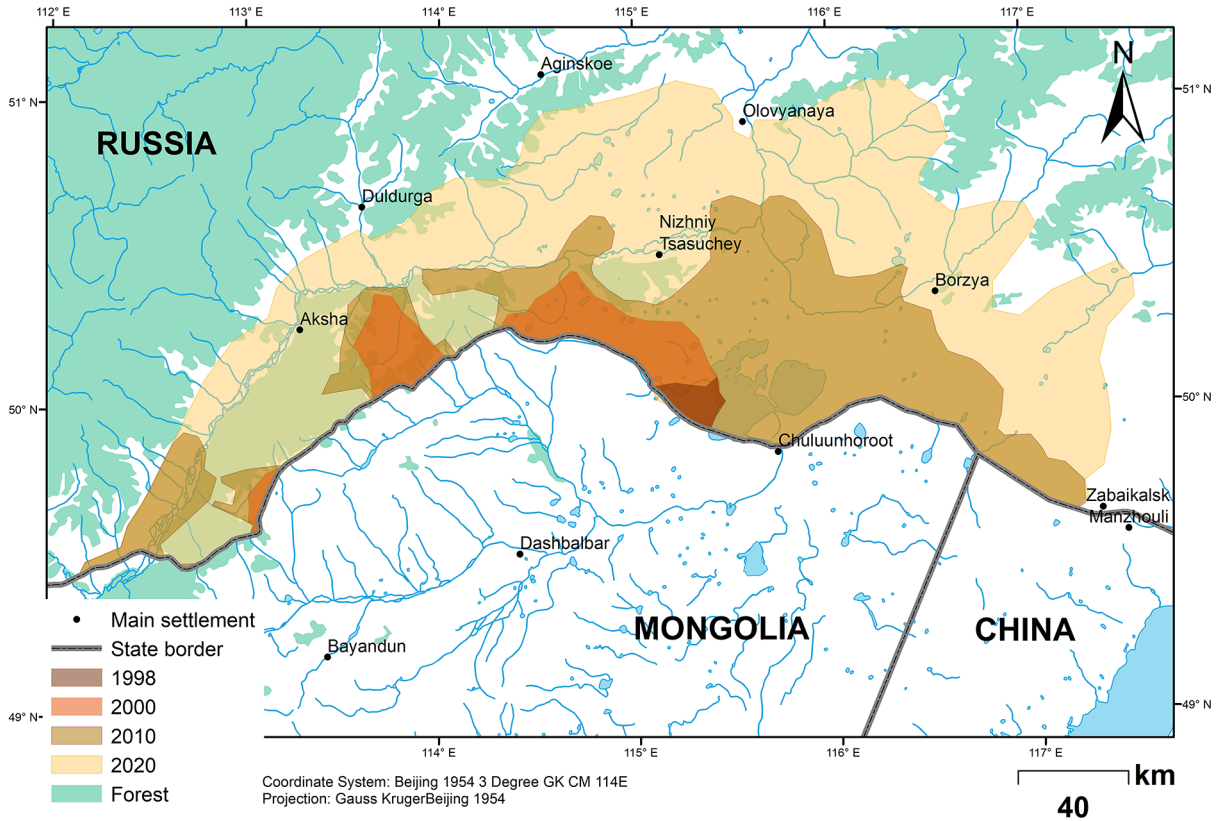 112° E 113° E 114° E 115° E 116° E 117° E
N
Aginskoe
51° N
51° N
Olovyanaya
RUSSIA
Duldurga
Nizhniy
Tsasuchey
Borzya
Aksha
50° N
50° N
Chuluunhoroot
Zabaikalsk
Manzhouli
Dashbalbar
Main settlement
MONGOLIA
CHINA
State border
Bayandun
1998
2000
49° N
49° N
2010
114° E 115° E 116° E 117° E
2020
Forest
Coordinate System: Beijing 1954 3 Degree GK CM 114E
Projection: Gauss KrugerBeijing 1954
km
40